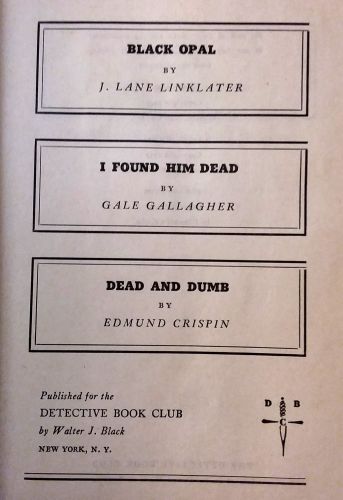 BLACK OPAL
BY
J. LANE LINKLATER
I FOUND HIM DEAD
BY
GALE GALLAGHER
DEAD AND DUMB
BY
EDMUND CRISPIN
Published for the
DETECTIVE BOOK CLUB
by Walter J. Black
NEW YORK, N. Y.
D B
C